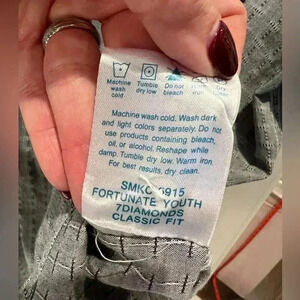 Machine wash cold
Tumble dry low
Do not bleach
Machine wash cold. Wash dark
and light colors separately. Do not
use products containing bleach,
oil, or alcohol. Reshape while
damp. Tumble dry low. Warm iron.
For best results, dry clean.
SMKC 0915
FORTUNATE YOUTH
7DIAMONDS
CLASSIC FIT